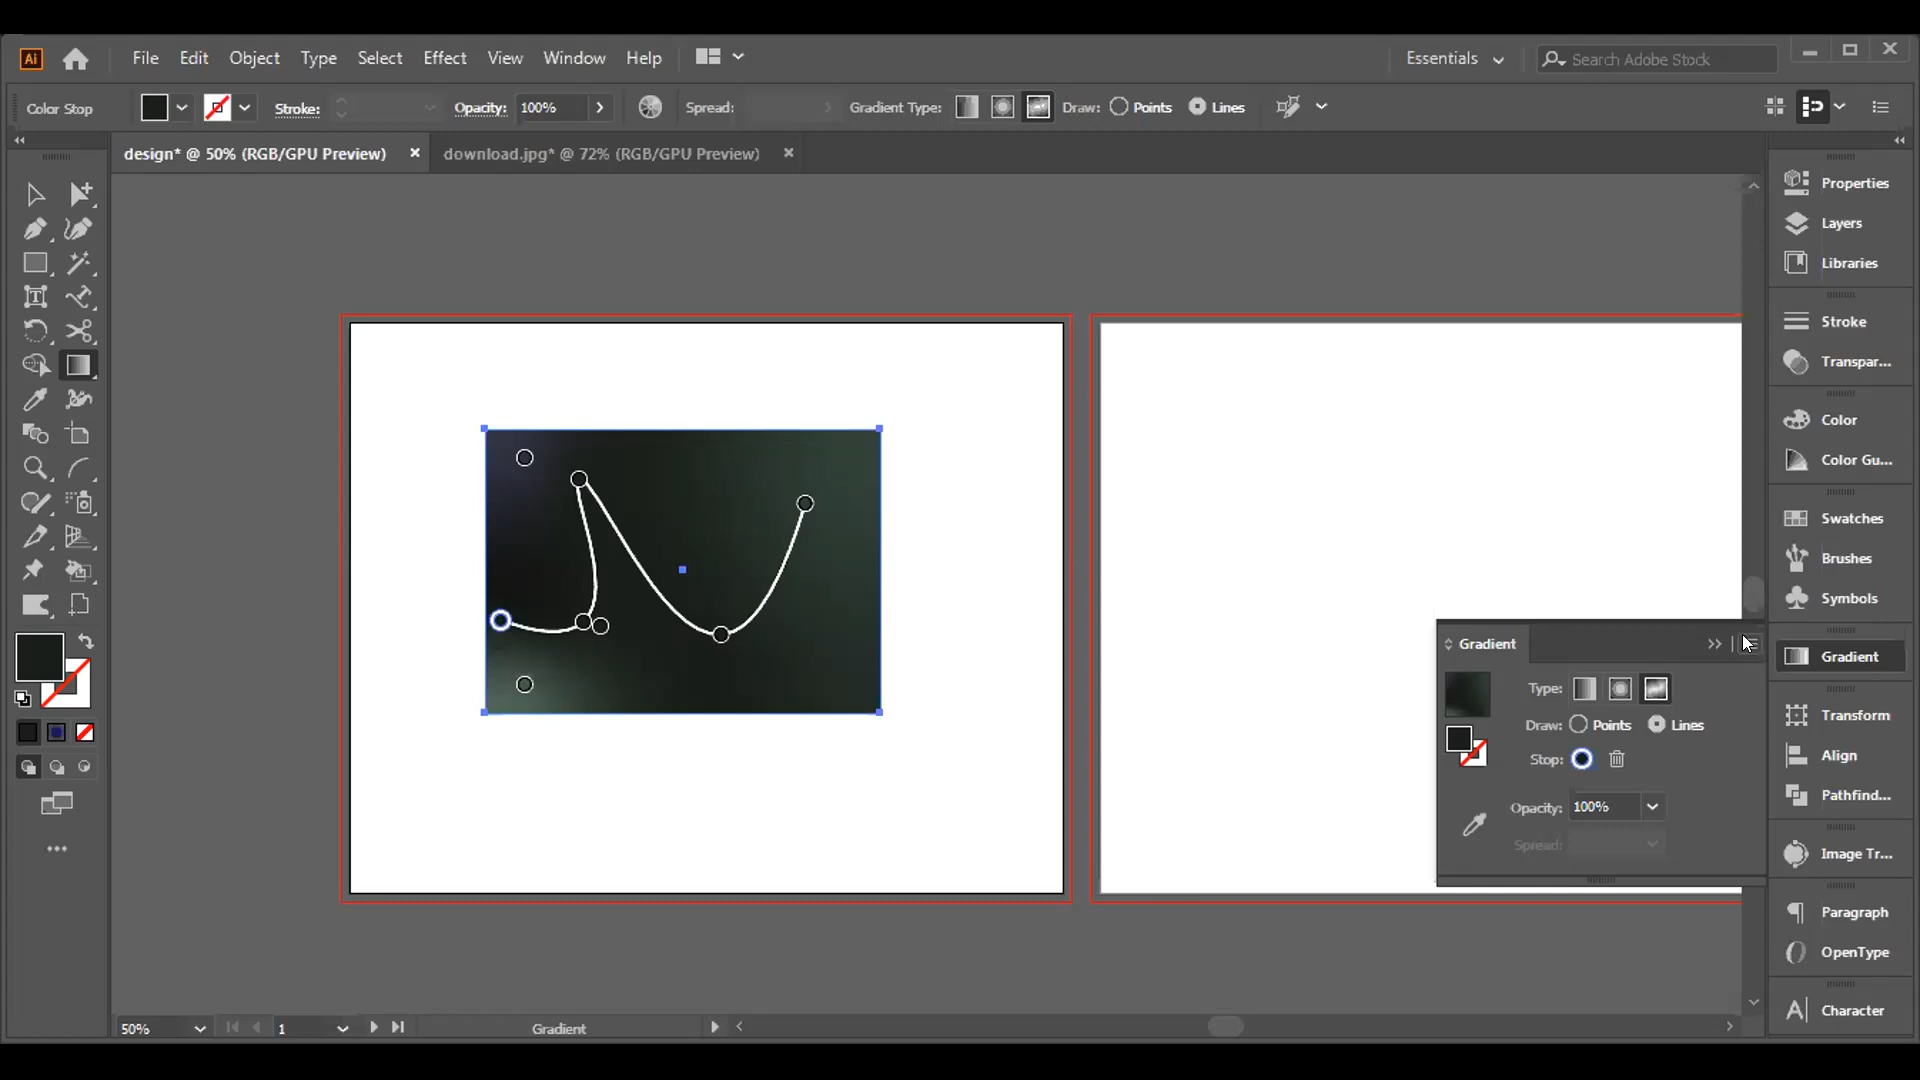 Ai File Edit Object Type Select Effect View Window Help Essentials Search Adobe Stock
Color Stop Stroke: Opacity: 100% Spread: Gradient Type: Draw: Points Lines
design* @ 50% (RGB/GPU Preview) × download.jpg* @ 72% (RGB/GPU Preview) ×
Properties
Layers
Libraries
Stroke
Transpar...
Color
Color Gu...
Swatches
Brushes
Symbols
Gradient
Transform
Align
Pathfind...
Image Tr...
Paragraph
OpenType
Character
Gradient
Type:
Draw: Points Lines
Stop:
Opacity: 100%
Spread:
50% 1 Gradient